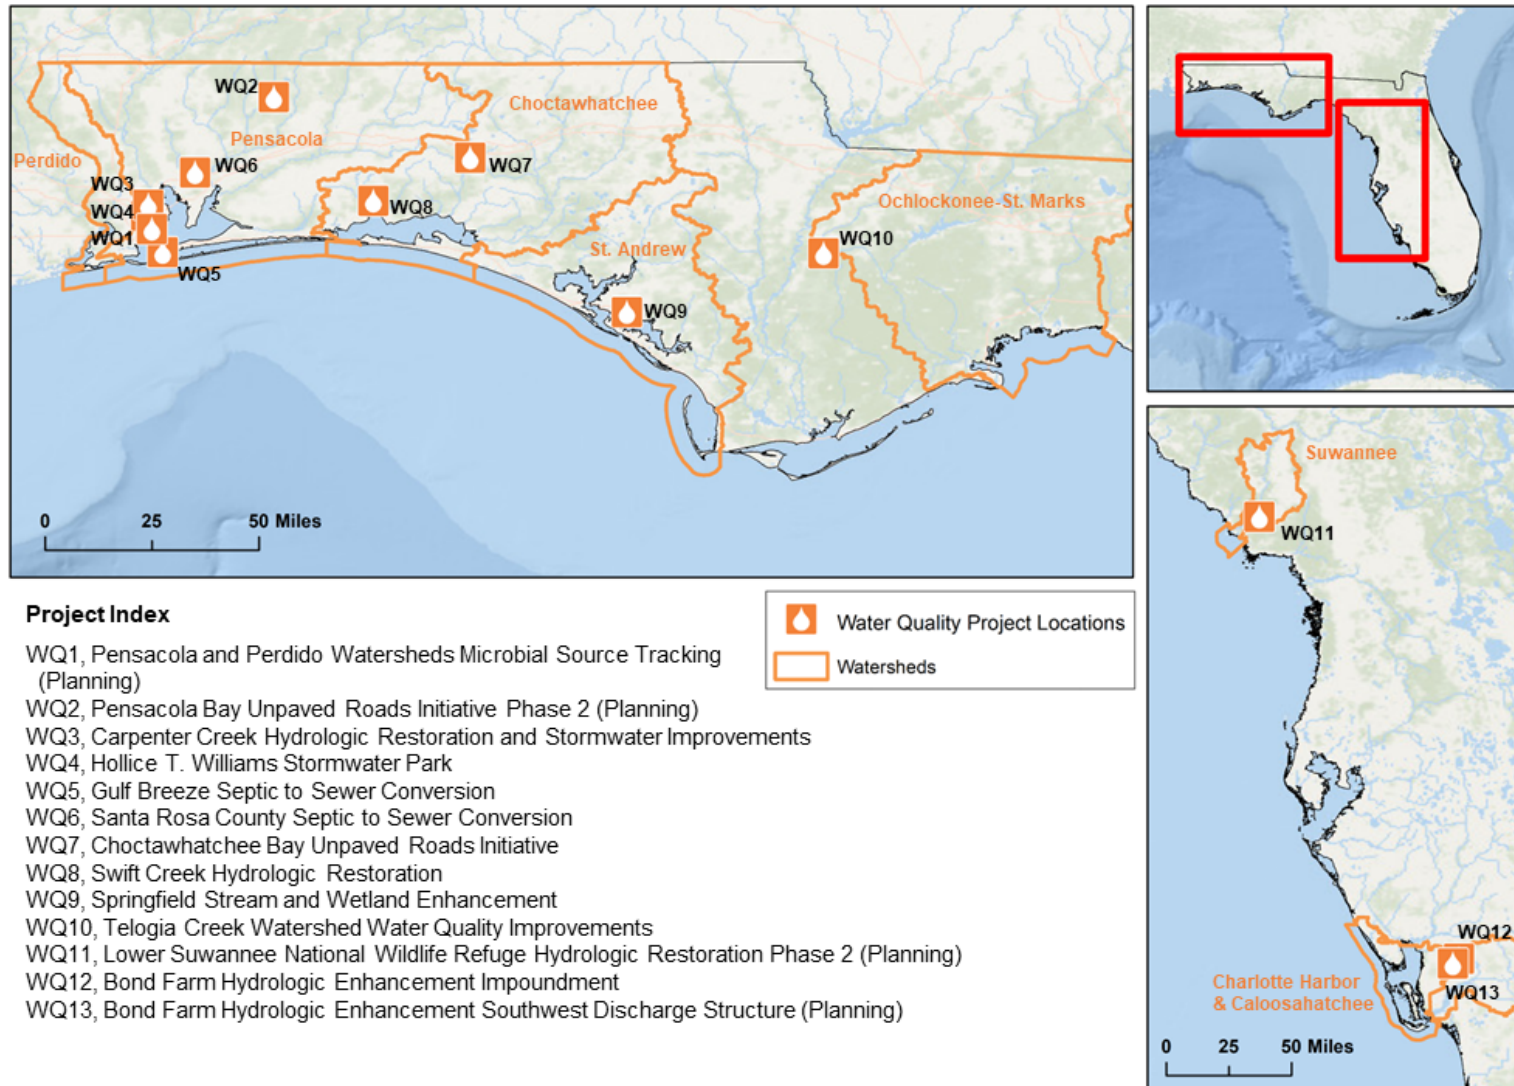 WQ2
Choctawhatchee
Pensacola
Perdido
WQ6
WQ7
WQ3
WQ4
WQ8
Ochlockonee-St. Marks
WQ1
WQ10
St. Andrew
WQ5
WQ9
0 25 50 Miles
Suwannee
WQ11
WQ12
Charlotte Harbor
& Caloosahatchee
WQ13
0 25 50 Miles
Project Index
WQ1, Pensacola and Perdido Watersheds Microbial Source Tracking
(Planning)
WQ2, Pensacola Bay Unpaved Roads Initiative Phase 2 (Planning)
WQ3, Carpenter Creek Hydrologic Restoration and Stormwater Improvements
WQ4, Hollice T. Williams Stormwater Park
WQ5, Gulf Breeze Septic to Sewer Conversion
WQ6, Santa Rosa County Septic to Sewer Conversion
WQ7, Choctawhatchee Bay Unpaved Roads Initiative
WQ8, Swift Creek Hydrologic Restoration
WQ9, Springfield Stream and Wetland Enhancement
WQ10, Telogia Creek Watershed Water Quality Improvements
WQ11, Lower Suwannee National Wildlife Refuge Hydrologic Restoration Phase 2 (Planning)
WQ12, Bond Farm Hydrologic Enhancement Impoundment
WQ13, Bond Farm Hydrologic Enhancement Southwest Discharge Structure (Planning)
Water Quality Project Locations
Watersheds